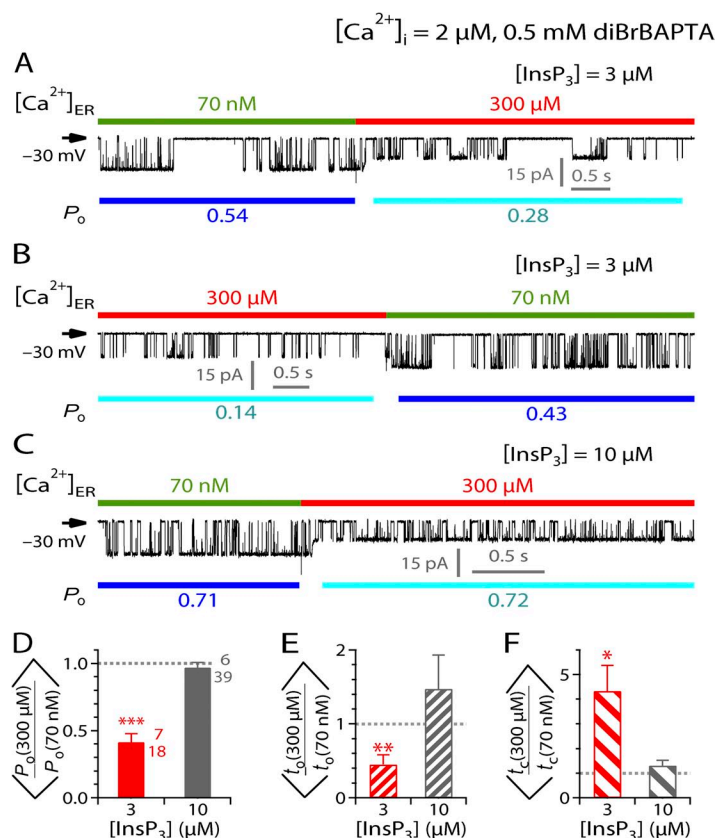 [Ca²⁺]ᵢ = 2 μM, 0.5 mM diBrBAPTA
A
[InsP₃] = 3 μM
[Ca²⁺]ER 70 nM 300 μM
−30 mV
15 pA 0.5 s
Pₒ 0.54 0.28
B
[InsP₃] = 3 μM
[Ca²⁺]ER 300 μM 70 nM
−30 mV
15 pA 0.5 s
Pₒ 0.14 0.43
C
[InsP₃] = 10 μM
[Ca²⁺]ER 70 nM 300 μM
−30 mV
15 pA 0.5 s
Pₒ 0.71 0.72
D
Pₒ(300 μM)
Pₒ(70 nM)
1.0
0.5
0.0
***
7
18
6
39
3 10
[InsP₃] (μM)
E
tₒ(300 μM)
tₒ(70 nM)
2
1
0
**
3 10
[InsP₃] (μM)
F
t꜀(300 μM)
t꜀(70 nM)
5
0
*
3 10
[InsP₃] (μM)